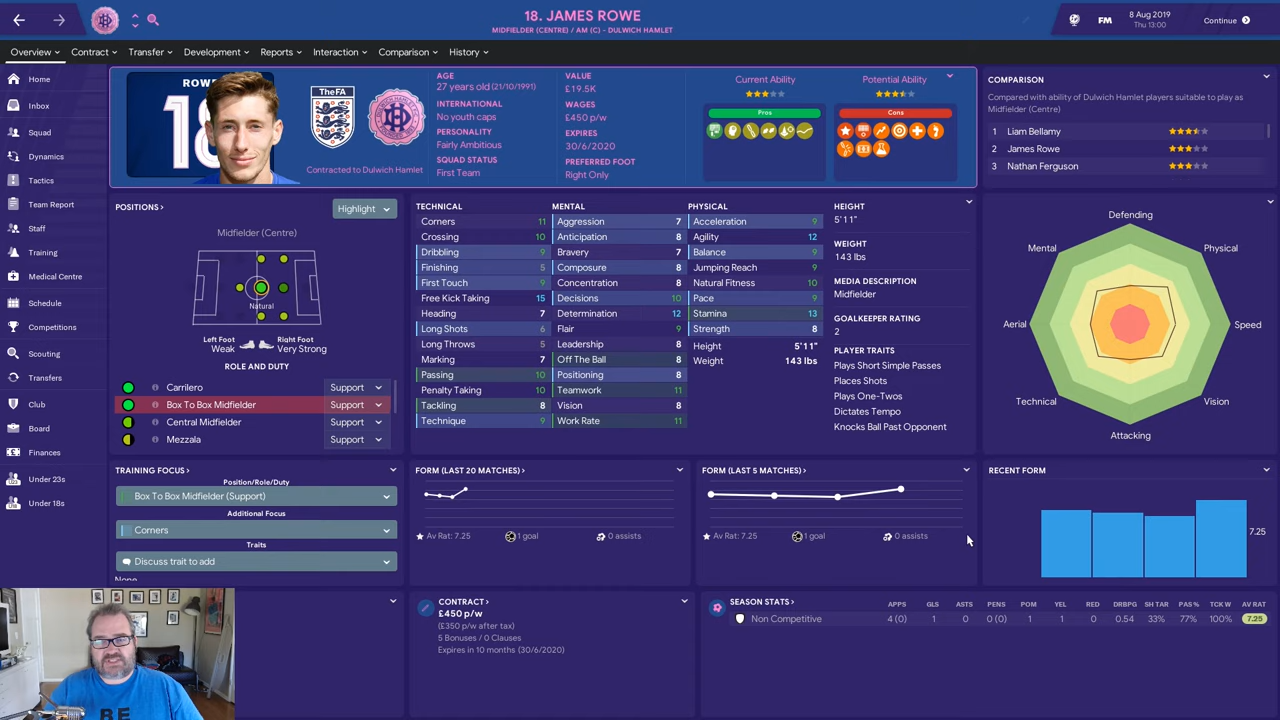 18. JAMES ROWE
MIDFIELDER (CENTRE) / AM (C) - DULWICH HAMLET
FM
8 Aug 2019
Thu 13:00
Continue
Overview
Contract
Transfer
Development
Reports
Interaction
Comparison
History
Home
Inbox
Squad
Dynamics
Tactics
Team Report
Staff
Training
Medical Centre
Schedule
Competitions
Scouting
Transfers
Club
Board
Finances
Under 23s
Under 18s
TheFA
Contracted to Dulwich Hamlet
AGE
27 years old (21/10/1991)
INTERNATIONAL
No youth caps
PERSONALITY
Fairly Ambitious
SQUAD STATUS
First Team
VALUE
£19.5K
WAGES
£450 p/w
EXPIRES
30/6/2020
PREFERRED FOOT
Right Only
Current Ability
Pros
Potential Ability
Cons
COMPARISON
Compared with ability of Dulwich Hamlet players suitable to play as
Midfielder (Centre)
1 Liam Bellamy
2 James Rowe
3 Nathan Ferguson
POSITIONS
Highlight
Midfielder (Centre)
Natural
Left Foot
Weak
Right Foot
Very Strong
ROLE AND DUTY
Carrilero Support
Box To Box Midfielder Support
Central Midfielder Support
Mezzala Support
TECHNICAL
Corners 11
Crossing 10
Dribbling 9
Finishing 5
First Touch 9
Free Kick Taking 15
Heading 7
Long Shots 6
Long Throws 5
Marking 7
Passing 10
Penalty Taking 10
Tackling 8
Technique 9
MENTAL
Aggression 7
Anticipation 8
Bravery 7
Composure 8
Concentration 8
Decisions 10
Determination 12
Flair 9
Leadership 8
Off The Ball 8
Positioning 8
Teamwork 11
Vision 8
Work Rate 11
PHYSICAL
Acceleration 9
Agility 12
Balance 9
Jumping Reach 9
Natural Fitness 10
Pace 9
Stamina 13
Strength 8
Height 5'11"
Weight 143 lbs
HEIGHT
5'11"
WEIGHT
143 lbs
MEDIA DESCRIPTION
Midfielder
GOALKEEPER RATING
2
PLAYER TRAITS
Plays Short Simple Passes
Places Shots
Plays One-Twos
Dictates Tempo
Knocks Ball Past Opponent
Defending
Physical
Speed
Vision
Attacking
Technical
Aerial
Mental
TRAINING FOCUS
Position/Role/Duty
Box To Box Midfielder (Support)
Additional Focus
Corners
Traits
Discuss trait to add
None
FORM (LAST 20 MATCHES)
Av Rat: 7.25 1 goal 0 assists
FORM (LAST 5 MATCHES)
Av Rat: 7.25 1 goal 0 assists
RECENT FORM
7.25
CONTRACT
£450 p/w
(£350 p/w after tax)
5 Bonuses / 0 Clauses
Expires in 10 months (30/6/2020)
SEASON STATS
APPS GLS ASTS PENS POM YEL RED DRBPG SH TAR PAS% TCK W AV RAT
Non Competitive 4 (0) 1 0 0 (0) 1 1 0 0.54 33% 77% 100% 7.25